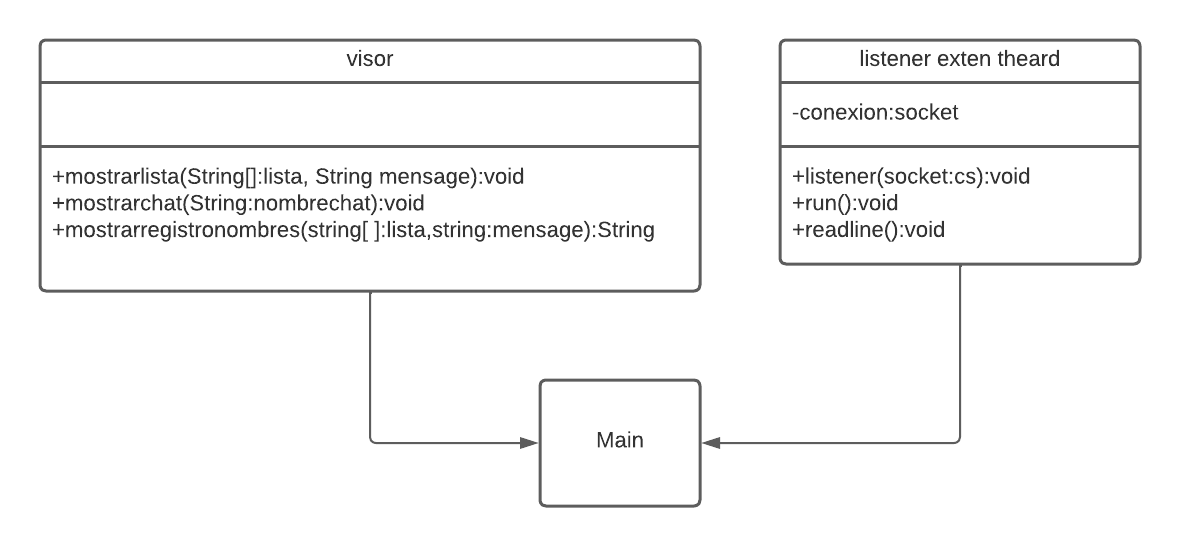 visor
+mostrarlista(String[]:lista, String mensage):void
+mostrarchat(String:nombrechat):void
+mostrarregistronombres(string[ ]:lista,string:mensage):String
listener exten theard
-conexion:socket
+listener(socket:cs):void
+run():void
+readline():void
Main